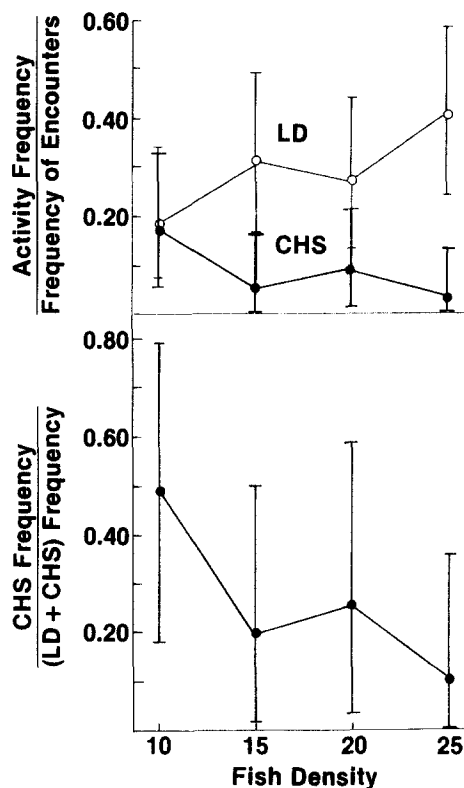 Activity Frequency
Frequency of Encounters
0.60
0.40
0.20
LD
CHS
CHS Frequency
(LD + CHS) Frequency
0.80
0.60
0.40
0.20
10
15
20
25
Fish Density